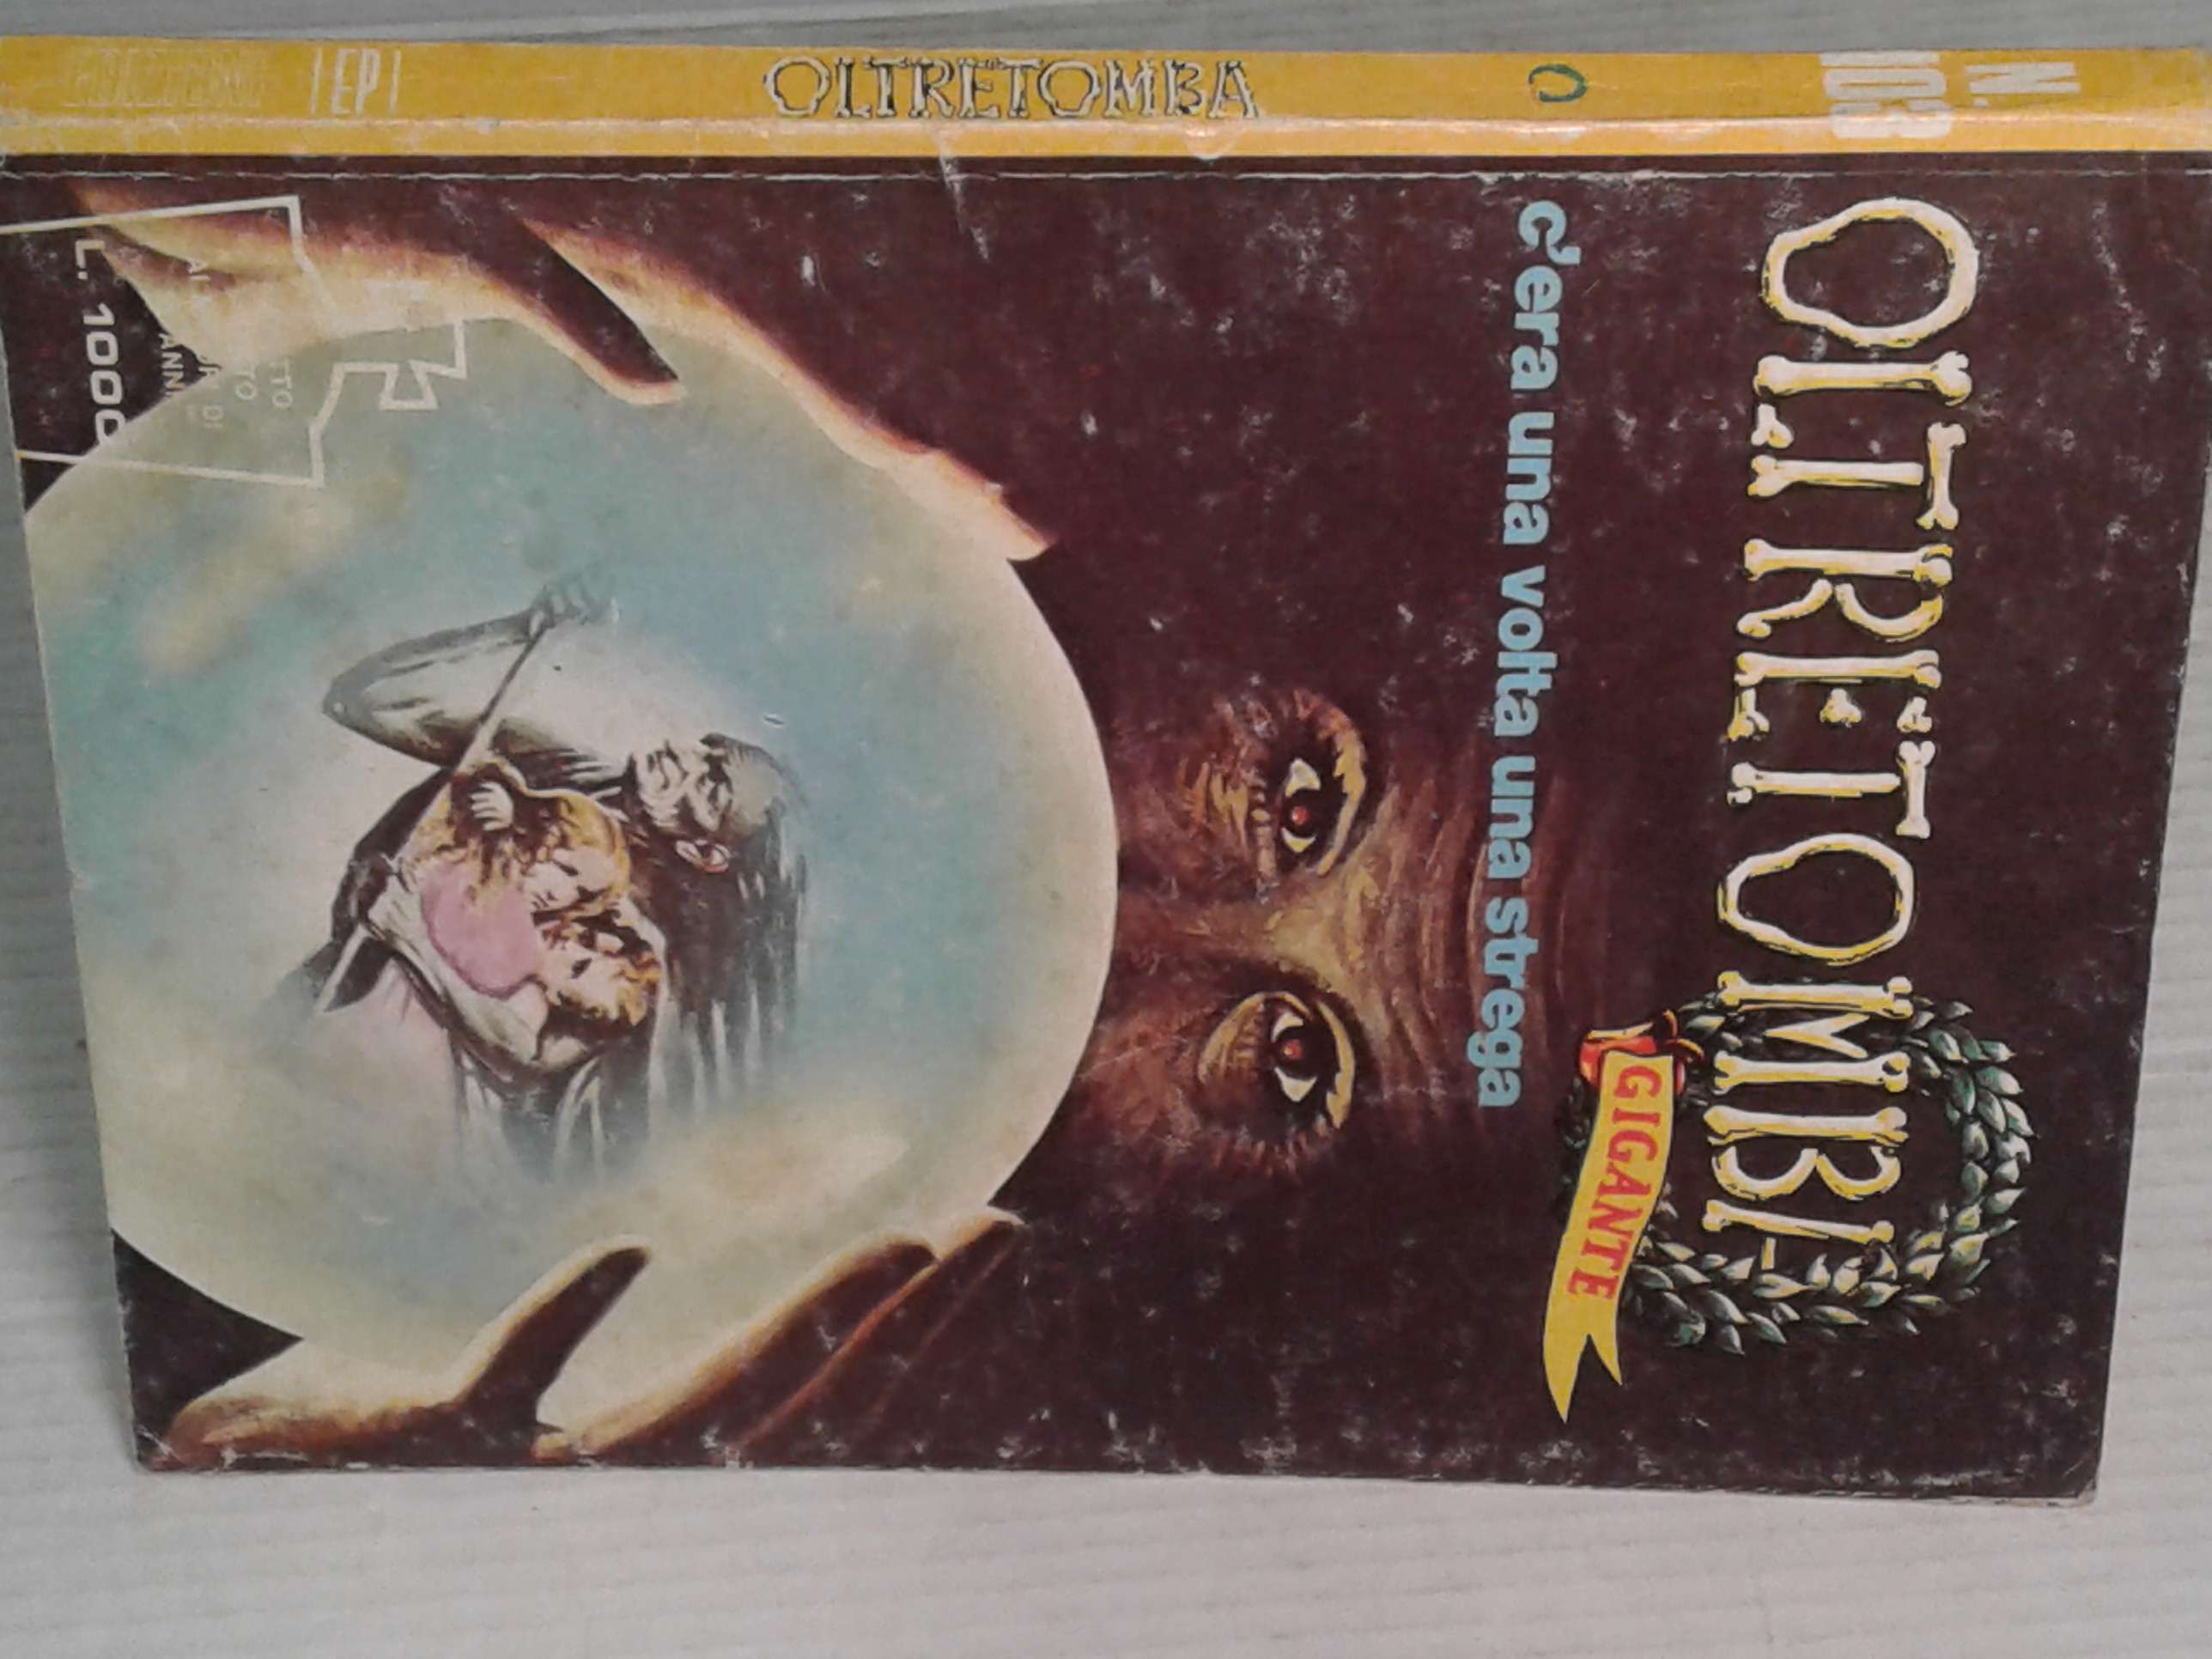 OLTRETOMBA
GIGANTE
c'era una volta una strega
L. 1000
N.
103
OLTRETOMBA
EP